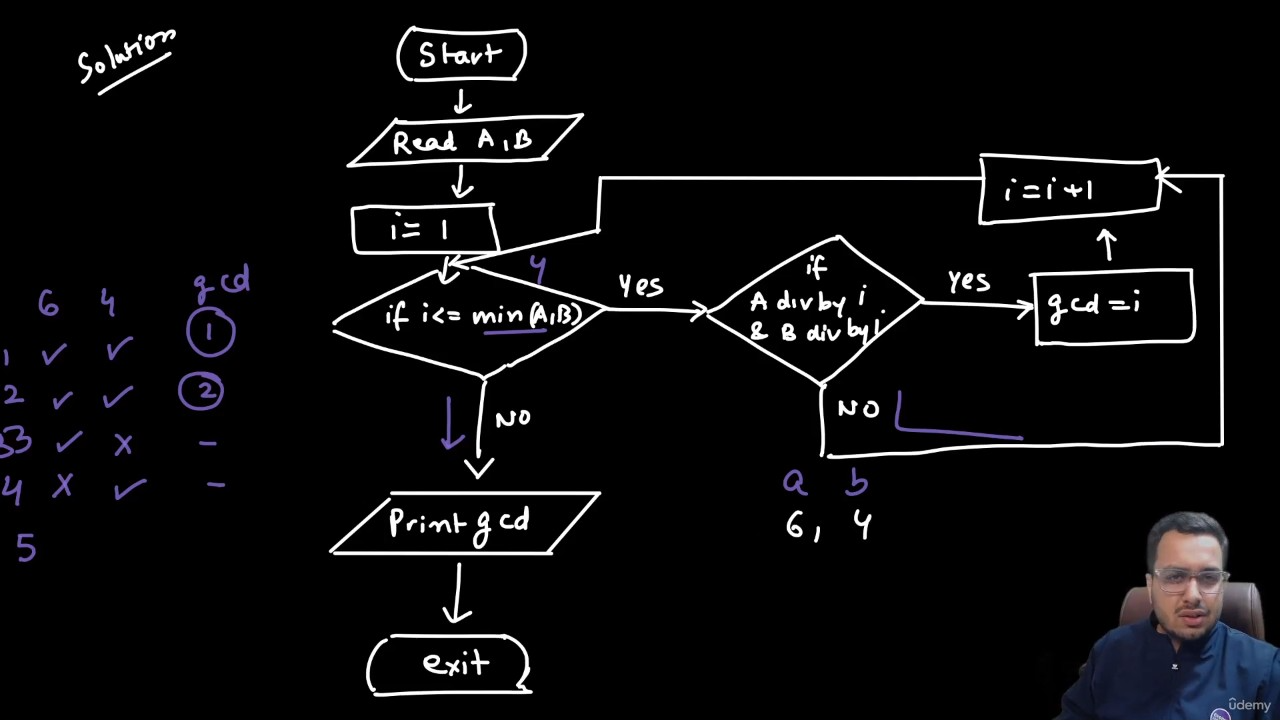 Solution
Start
Read A,B
i = 1
if i<= min(A,B)
4
Yes
if
A div by i
& B div by i
Yes
gcd = i
i = i + 1
NO
NO
Print gcd
exit
6 4 gcd
1 ✓ ✓ 1
2 ✓ ✓ 2
3 ✓ x -
4 x ✓ -
5
a b
6, 4
ûdemy